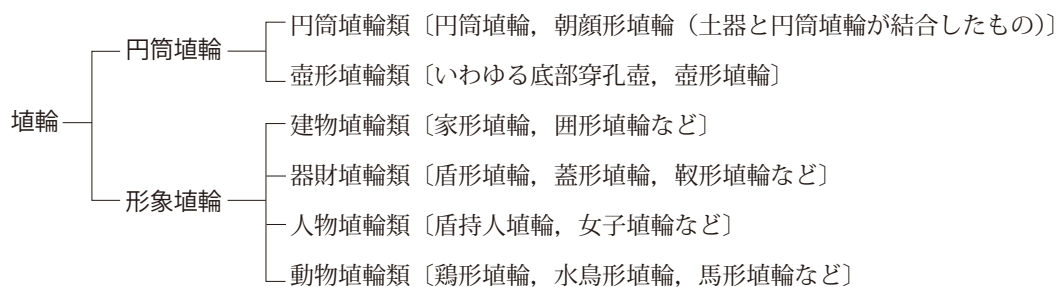 円筒埴輪類〔円筒埴輪，朝顔形埴輪（土器と円筒埴輪が結合したもの）〕
円筒埴輪
壺形埴輪類〔いわゆる底部穿孔壺，壺形埴輪〕
埴輪
建物埴輪類〔家形埴輪，囲形埴輪など〕
器財埴輪類〔盾形埴輪，蓋形埴輪，靫形埴輪など〕
形象埴輪
人物埴輪類〔盾持人埴輪，女子埴輪など〕
動物埴輪類〔鶏形埴輪，水鳥形埴輪，馬形埴輪など〕